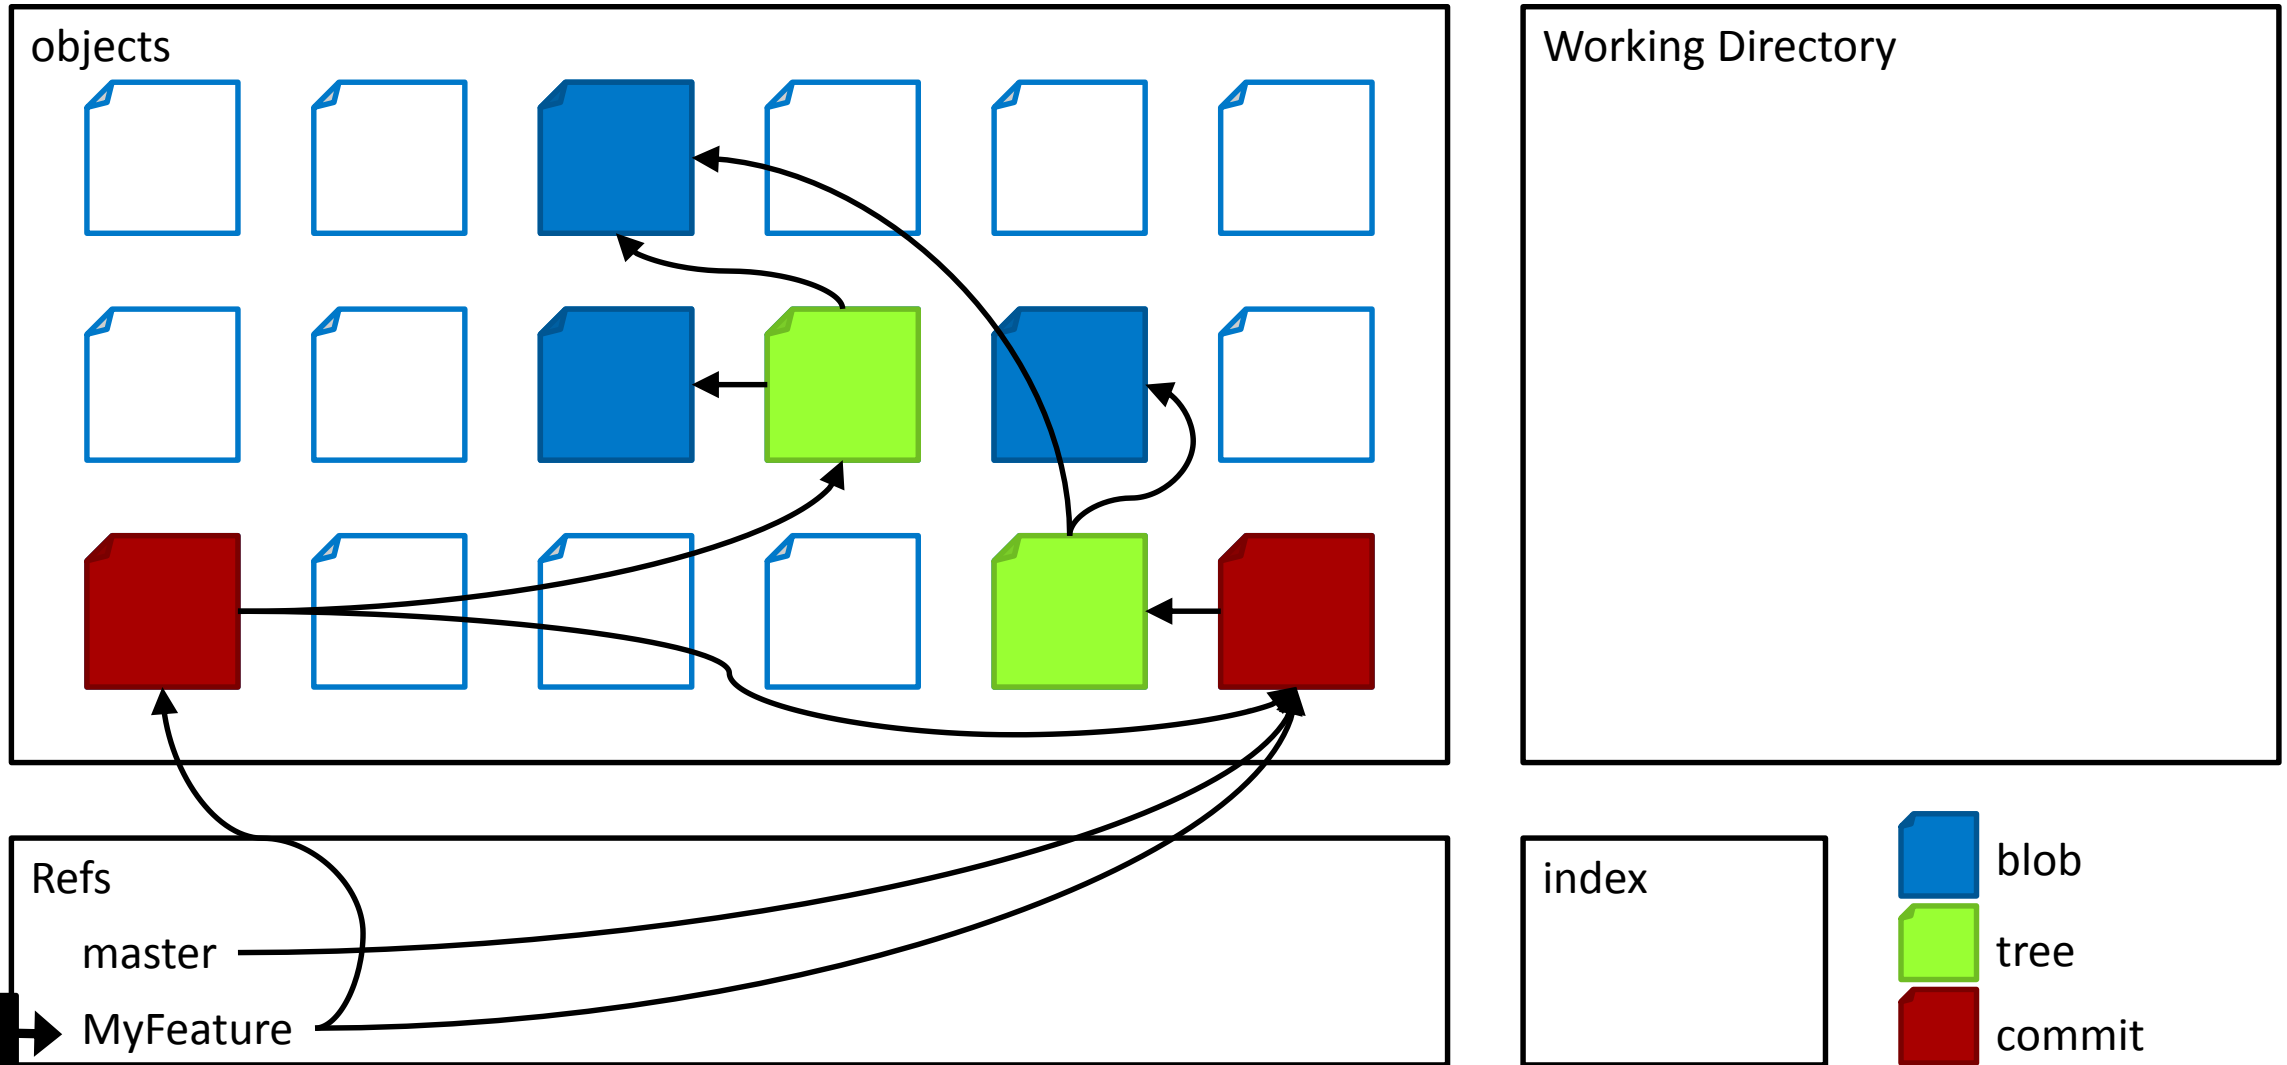 objects
Working Directory
Refs
master
MyFeature
index
blob
tree
commit